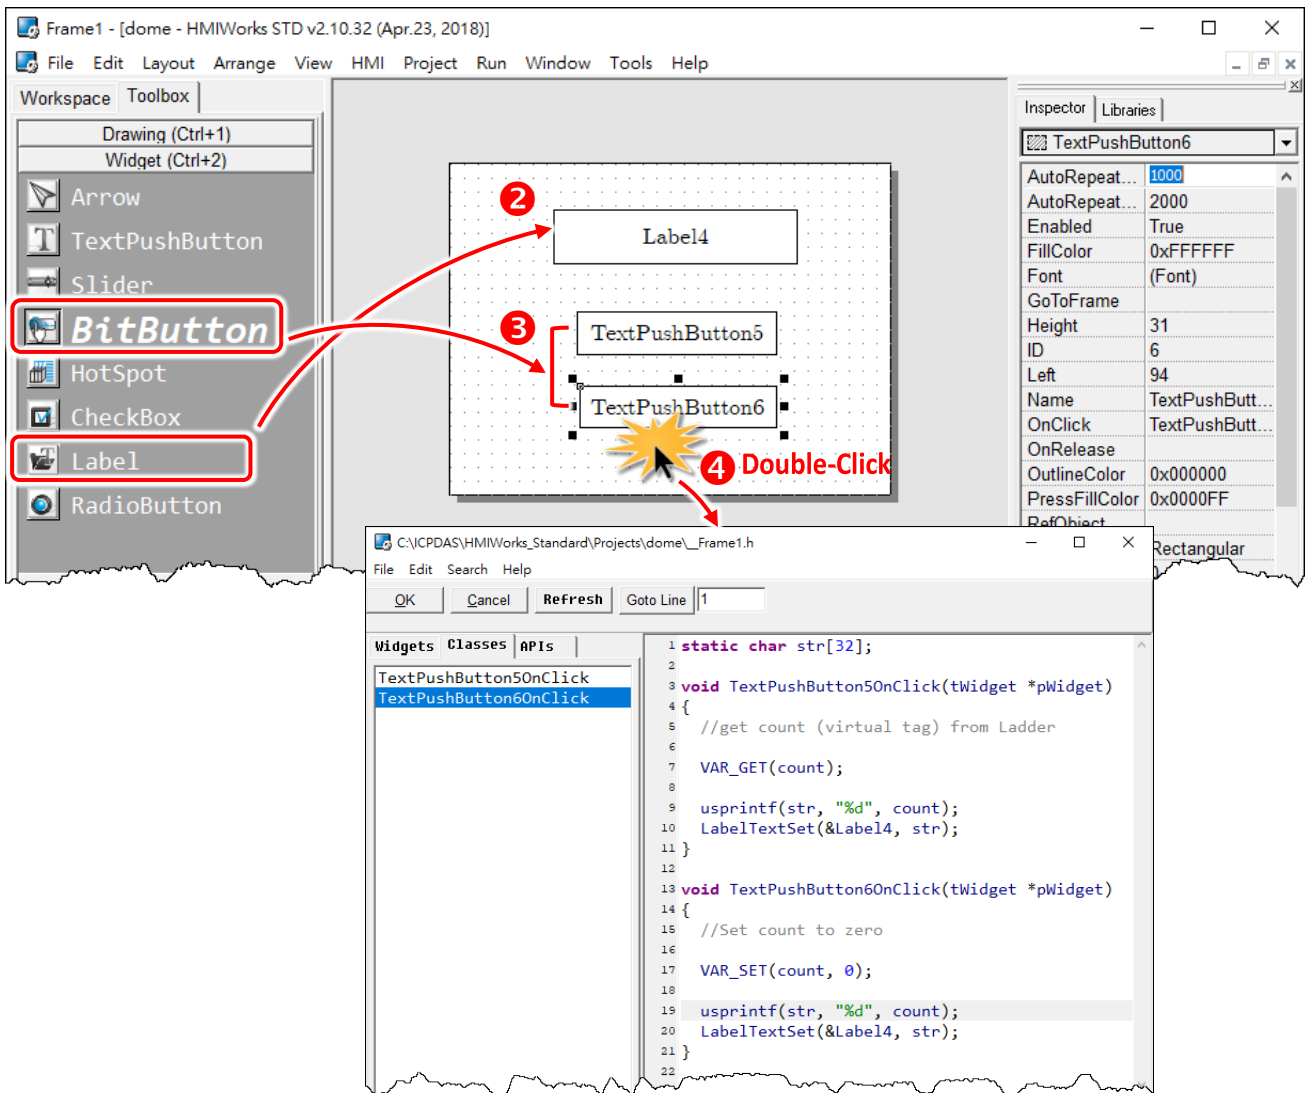 Frame1 - [dome - HMIWorks STD v2.10.32 (Apr.23, 2018)]
File Edit Layout Arrange View HMI Project Run Window Tools Help
Workspace Toolbox
Drawing (Ctrl+1)
Widget (Ctrl+2)
Arrow
TextPushButton
Slider
BitButton
HotSpot
CheckBox
Label
RadioButton
2
Label4
3
TextPushButton5
TextPushButton6
4 Double-Click
Inspector Libraries
TextPushButton6
AutoRepeat... 1000
AutoRepeat... 2000
Enabled True
FillColor 0xFFFFFF
Font (Font)
GoToFrame
Height 31
ID 6
Left 94
Name TextPushButt...
OnClick TextPushButt...
OnRelease
OutlineColor 0x000000
PressFillColor 0x0000FF
RefObject
Rectangular
C:\ICPDAS\HMIWorks_Standard\Projects\dome\__Frame1.h
File Edit Search Help
OK Cancel Refresh Goto Line 1
Widgets Classes APIs
TextPushButton5OnClick
TextPushButton6OnClick
1 static char str[32];
2
3 void TextPushButton5OnClick(tWidget *pWidget)
4 {
5 //get count (virtual tag) from Ladder
6
7 VAR_GET(count);
8
9 usprintf(str, "%d", count);
10 LabelTextSet(&Label4, str);
11 }
12
13 void TextPushButton6OnClick(tWidget *pWidget)
14 {
15 //Set count to zero
16
17 VAR_SET(count, 0);
18
19 usprintf(str, "%d", count);
20 LabelTextSet(&Label4, str);
21 }
22